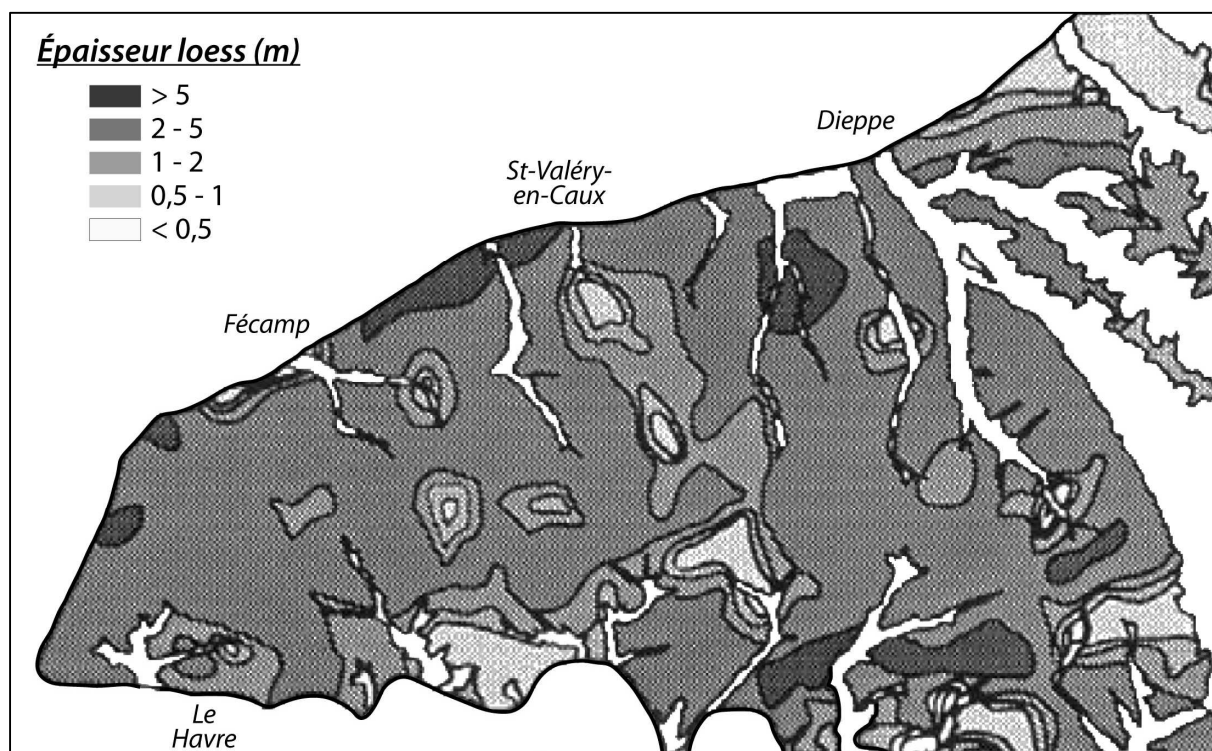 Épaisseur loess (m)
> 5
2 - 5
1 - 2
0,5 - 1
< 0,5
Dieppe
St-Valéry-
en-Caux
Fécamp
Le
Havre